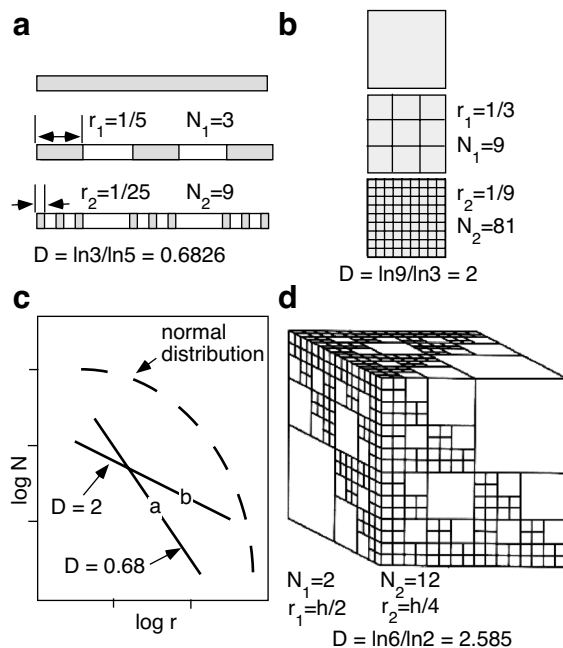 a
r1=1/5 N1=3
r2=1/25 N2=9
D = ln3/ln5 = 0.6826
b
r1=1/3
N1=9
r2=1/9
N2=81
D = ln9/ln3 = 2
c
normal
distribution
log N
D = 2
a
b
D = 0.68
log r
d
N1=2 N2=12
r1=h/2 r2=h/4
D = ln6/ln2 = 2.585